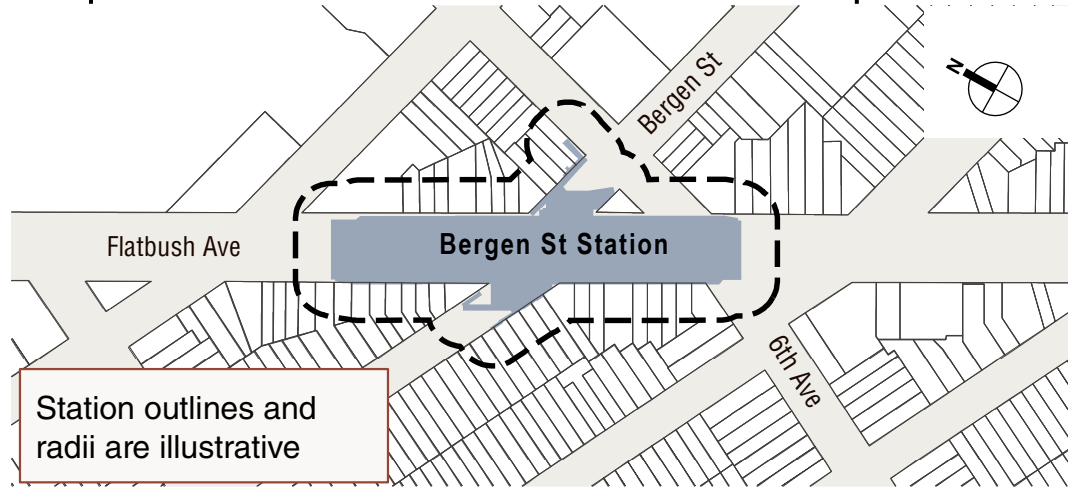 Bergen St
N
Flatbush Ave
Bergen St Station
6th Ave
Station outlines and
radii are illustrative